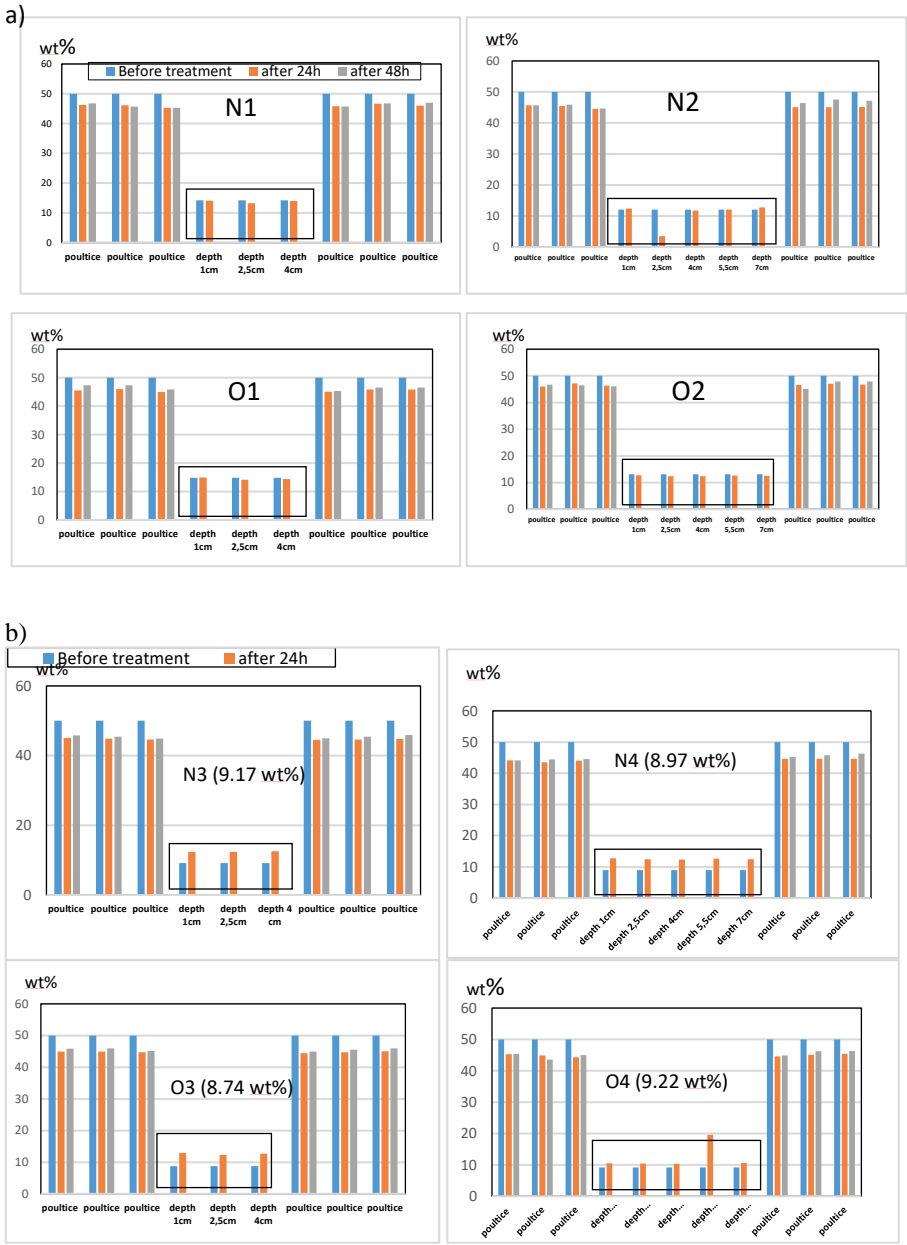 a)
wt%
Before treatment after 24h after 48h
N1
60
50
40
30
20
10
0
poultice poultice poultice depth 1cm depth 2,5cm depth 4cm poultice poultice poultice
wt%
N2
60
50
40
30
20
10
0
poultice poultice poultice depth 1cm depth 2,5cm depth 4cm depth 5,5cm depth 7cm poultice poultice poultice
wt%
O1
60
50
40
30
20
10
0
poultice poultice poultice depth 1cm depth 2,5cm depth 4cm poultice poultice poultice
wt%
O2
60
50
40
30
20
10
0
poultice poultice poultice depth 1cm depth 2,5cm depth 4cm depth 5,5cm depth 7cm poultice poultice poultice
b)
Before treatment after 24h
wt%
60
40
20
0
N3 (9.17 wt%)
poultice poultice poultice depth 1cm depth 2,5cm depth 4 cm poultice poultice poultice
wt%
60
50
40
30
20
10
0
N4 (8.97 wt%)
poultice poultice poultice depth 1cm depth 2,5cm depth 4cm depth 5,5cm depth 7cm poultice poultice poultice
wt%
60
50
40
30
20
10
0
O3 (8.74 wt%)
poultice poultice poultice depth 1cm depth 2,5cm depth 4cm poultice poultice poultice
wt%
60
50
40
30
20
10
0
O4 (9.22 wt%)
poultice poultice poultice depth... depth... depth... depth... depth... poultice poultice poultice